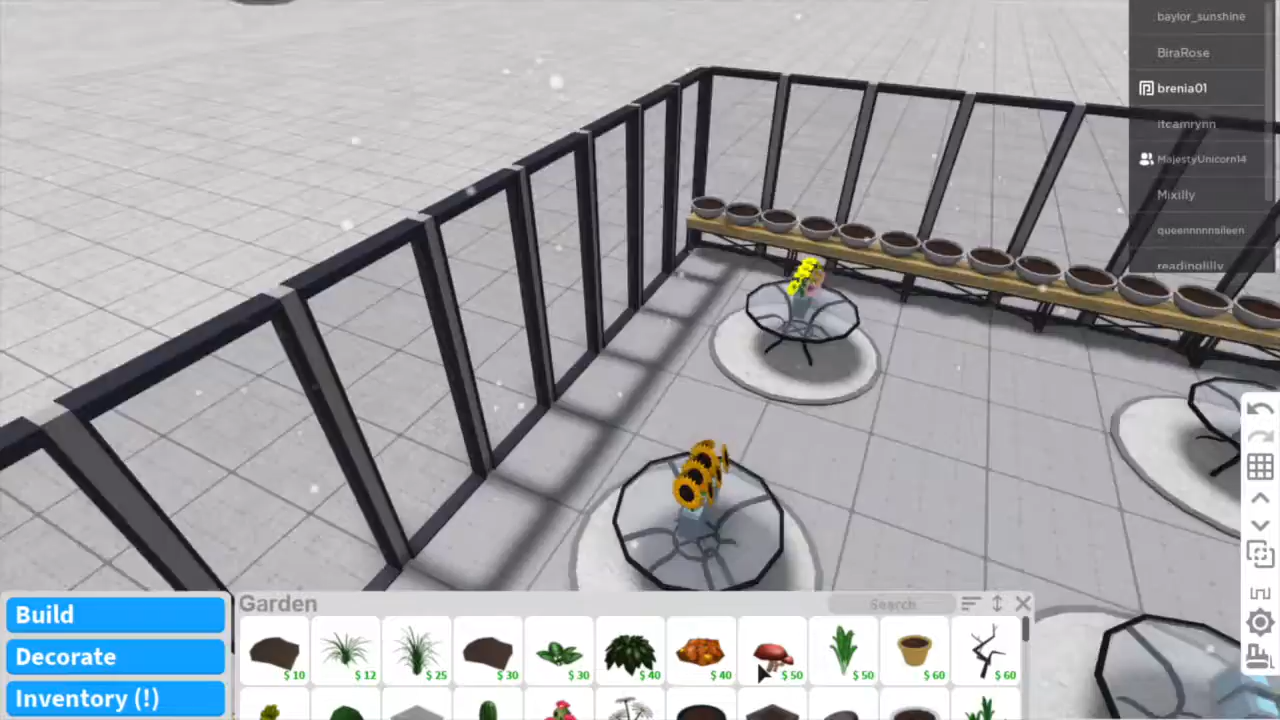 baylor_sunshine
BiraRose
brenia01
itcamrynn
MajestyUnicorn14
Mixilly
queennnnnaileen
readinglilly
Build
Decorate
Inventory (!)
Garden
Search
$ 10
$ 12
$ 25
$ 30
$ 30
$ 40
$ 40
$ 50
$ 50
$ 60
$ 60